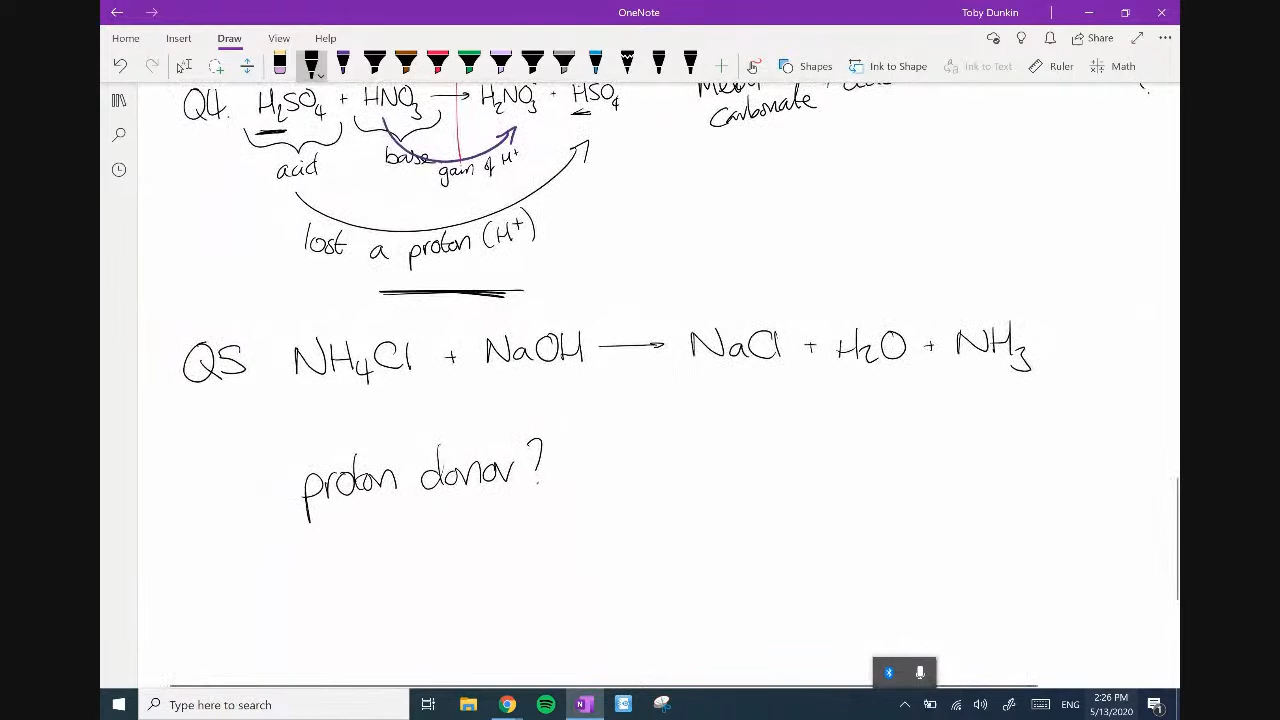 OneNote
Toby Dunkin
Home Insert Draw View Help
Share
Shapes Ink to Shape Ink to Text Ruler Math
Q4. H₂SO₄ + HNO₃ → H₂NO₃ + HSO₄
carbonate
acid base gain of H⁺
lost a proton (H⁺)
Q5 NH₄Cl + NaOH → NaCl + H₂O + NH₃
proton donor?
Type here to search
ENG
2:26 PM
5/13/2020
1